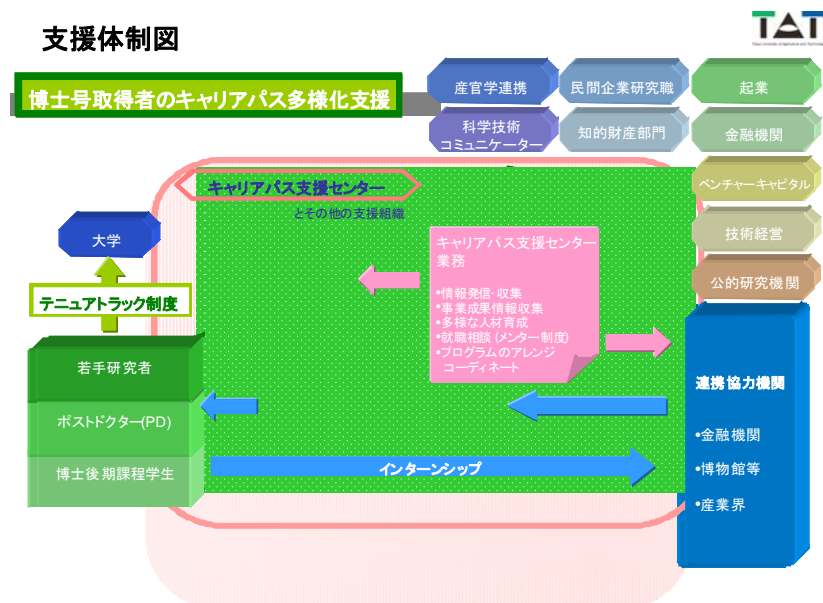 支援体制図
TAT
博士号取得者のキャリアパス多様化支援
産官学連携
民間企業研究職
起業
科学技術
コミュニケーター
知的財産部門
金融機関
ベンチャーキャピタル
技術経営
公的研究機関
キャリアパス支援センター
とその他の支援組織
大学
テニュアトラック制度
キャリアパス支援センター
業務
•情報発信・収集
•事業成果情報収集
•多様な人材育成
•就職相談(メンター制度)
•プログラムのアレンジ
コーディネート
若手研究者
ポストドクター(PD)
博士後期課程学生
インターンシップ
連携協力機関
•金融機関
•博物館等
•産業界